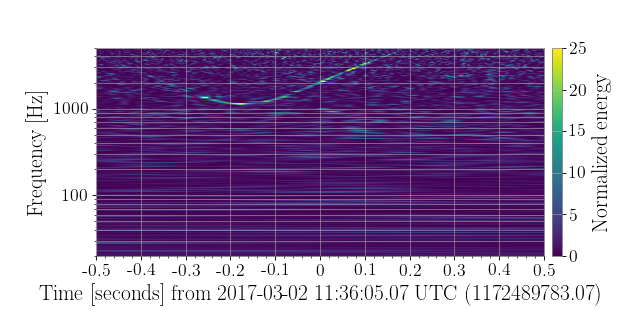 Frequency [Hz]
1000
100
-0.5 -0.4 -0.3 -0.2 -0.1 0 0.1 0.2 0.3 0.4 0.5
Time [seconds] from 2017-03-02 11:36:05.07 UTC (1172489783.07)
25
20
15
10
5
0
Normalized energy